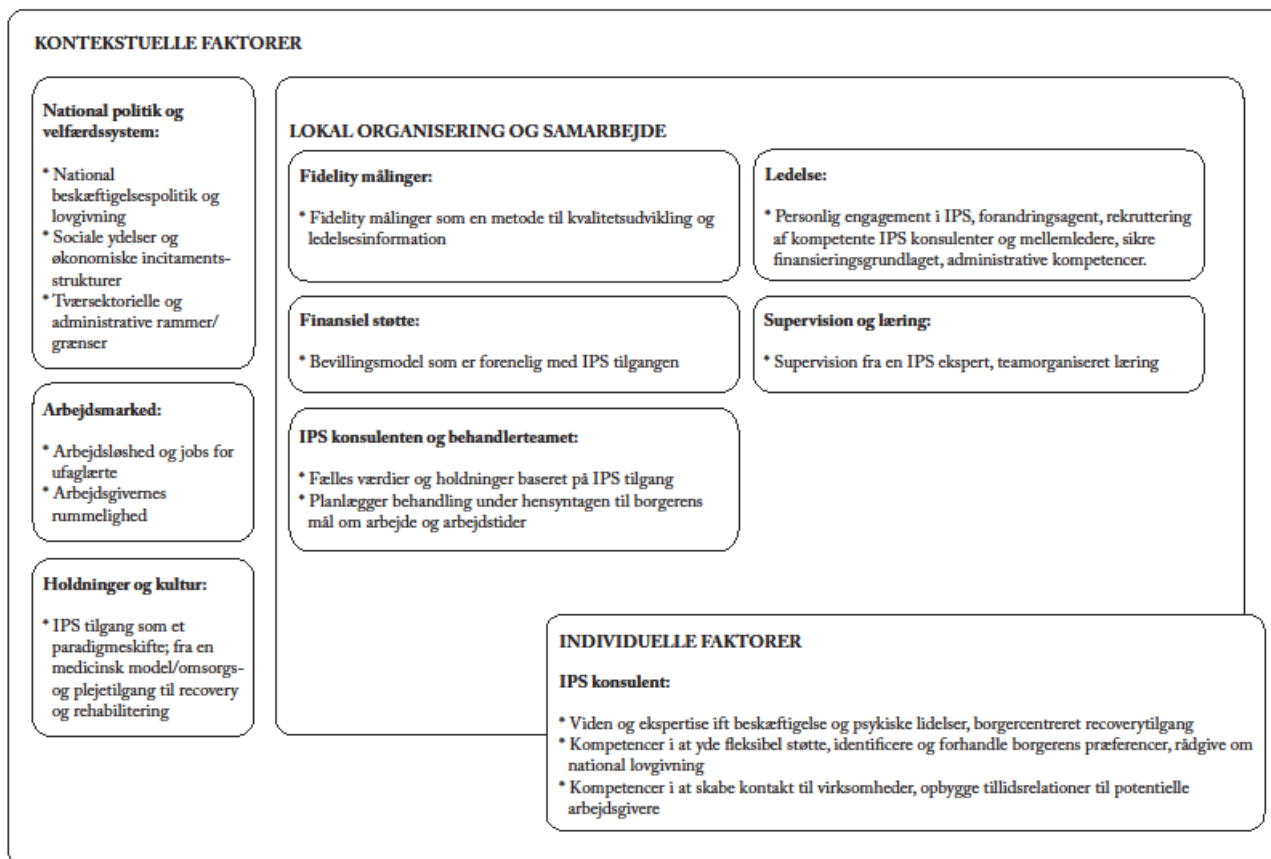 KONTEKSTUELLE FAKTORER
National politik og
velfærdssystem:
* National
beskæftigelsespolitik og
lovgivning
* Sociale ydelser og
økonomiske incitaments-
strukturer
* Tværsektorielle og
administrative rammer/
grænser
Arbejdsmarked:
* Arbejdsløshed og jobs for
ufaglærte
* Arbejdsgivernes
rummelighed
Holdninger og kultur:
* IPS tilgang som et
paradigmeskifte; fra en
medicinsk model/omsorgs-
og plejetilgang til recovery
og rehabilitering
LOKAL ORGANISERING OG SAMARBEJDE
Fidelity målinger:
* Fidelity målinger som en metode til kvalitetsudvikling og
ledelsesinformation
Ledelse:
* Personlig engagement i IPS, forandringsagent, rekruttering
af kompetente IPS konsulenter og mellemledere, sikre
finansieringsgrundlaget, administrative kompetencer.
Finansiel støtte:
* Bevillingsmodel som er forenelig med IPS tilgangen
Supervision og læring:
* Supervision fra en IPS ekspert, teamorganiseret læring
IPS konsulenten og behandlerteamet:
* Fælles værdier og holdninger baseret på IPS tilgang
* Planlægger behandling under hensyntagen til borgerens
mål om arbejde og arbejdstider
INDIVIDUELLE FAKTORER
IPS konsulent:
* Viden og ekspertise ift beskæftigelse og psykiske lidelser, borgercentreret recoverytilgang
* Kompetencer i at yde fleksibel støtte, identificere og forhandle borgerens præferencer, rådgive om
national lovgivning
* Kompetencer i at skabe kontakt til virksomheder, opbygge tillidsrelationer til potentielle
arbejdsgivere